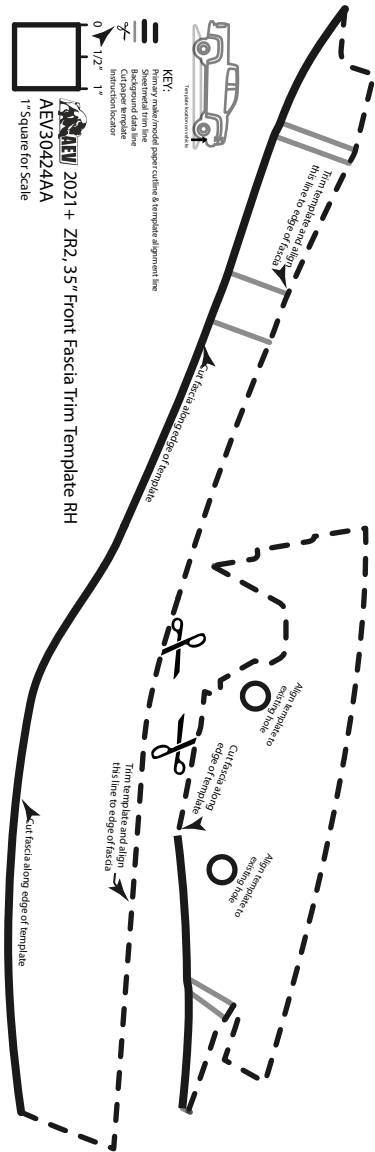 0 1/2" 1"
AEV
2021+ ZR2, 35" Front Fascia Trim Template RH
AEV30424AA
1" Square for Scale
KEY:
Primary make/model paper cutline & template alignment line
Sheetmetal trim line
Background data line
Cut paper template
Instruction locator
Template location on vehicle
Trim template and align
this line to edge of fascia
Cut fascia along edge of template
Align template to
existing hole
Cut fascia along
edge of template
Align template to
existing hole
Trim template and align
this line to edge of fascia
Cut fascia along edge of template